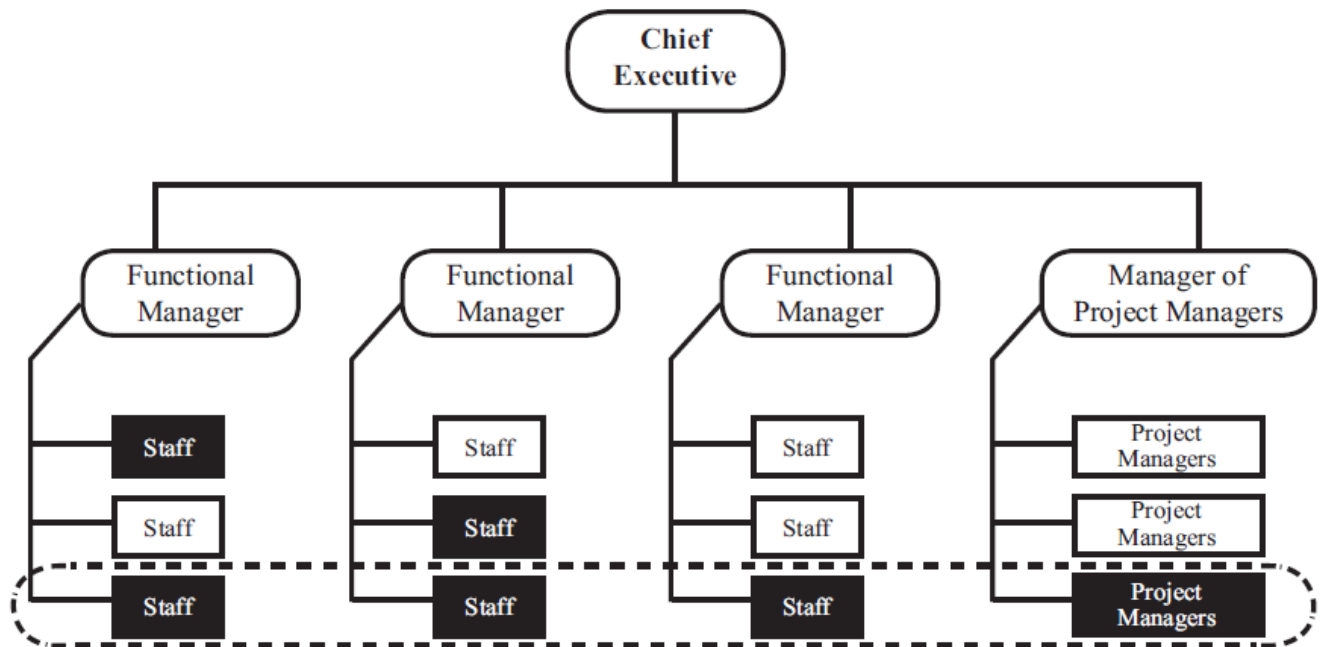 Chief
Executive
Functional
Manager
Functional
Manager
Functional
Manager
Manager of
Project Managers
Staff
Staff
Staff
Project
Managers
Staff
Staff
Staff
Project
Managers
Staff
Staff
Staff
Project
Managers